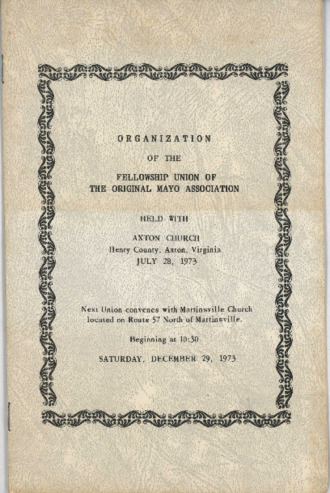 ORGANIZATION
OF THE
FELLOWSHIP UNION OF
THE ORIGINAL MAYO ASSOCIATION
HELD WITH
AXTON CHURCH
Henry County, Axton, Virginia
JULY 28, 1973
Next Union convenes with Martinsville Church
located on Route 57 North of Martinsville.
Beginning at 10:30
SATURDAY, DECEMBER 29, 1973